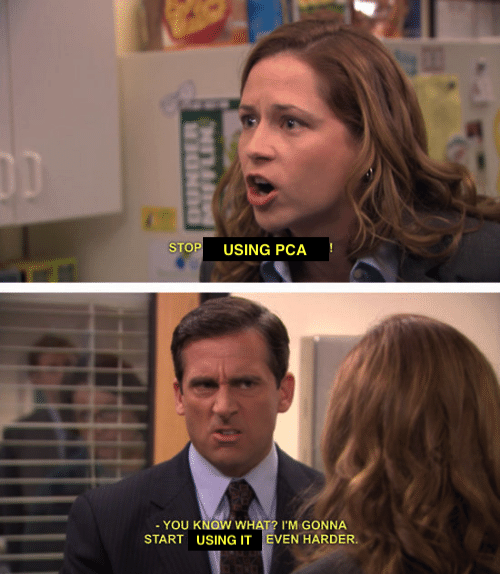 STOP USING PCA !
- YOU KNOW WHAT? I'M GONNA
START USING IT EVEN HARDER.